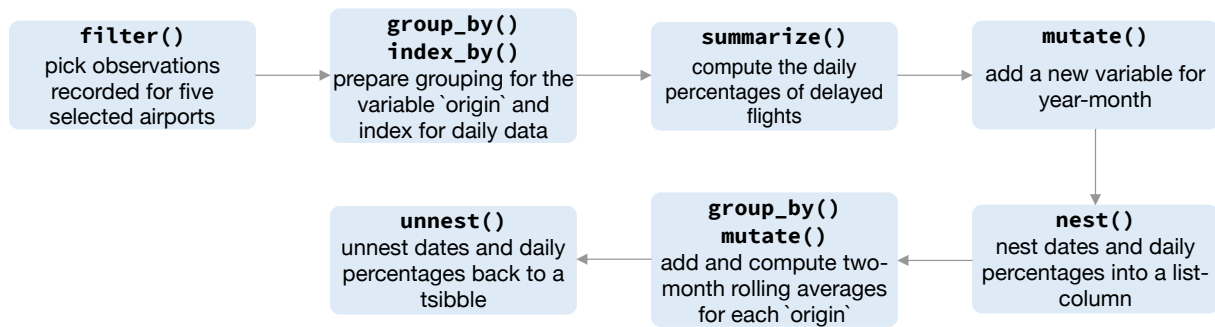 filter()
pick observations
recorded for five
selected airports
group_by()
index_by()
prepare grouping for the
variable `origin` and
index for daily data
summarize()
compute the daily
percentages of delayed
flights
mutate()
add a new variable for
year-month
nest()
nest dates and daily
percentages into a list-
column
group_by()
mutate()
add and compute two-
month rolling averages
for each `origin`
unnest()
unnest dates and daily
percentages back to a
tsibble